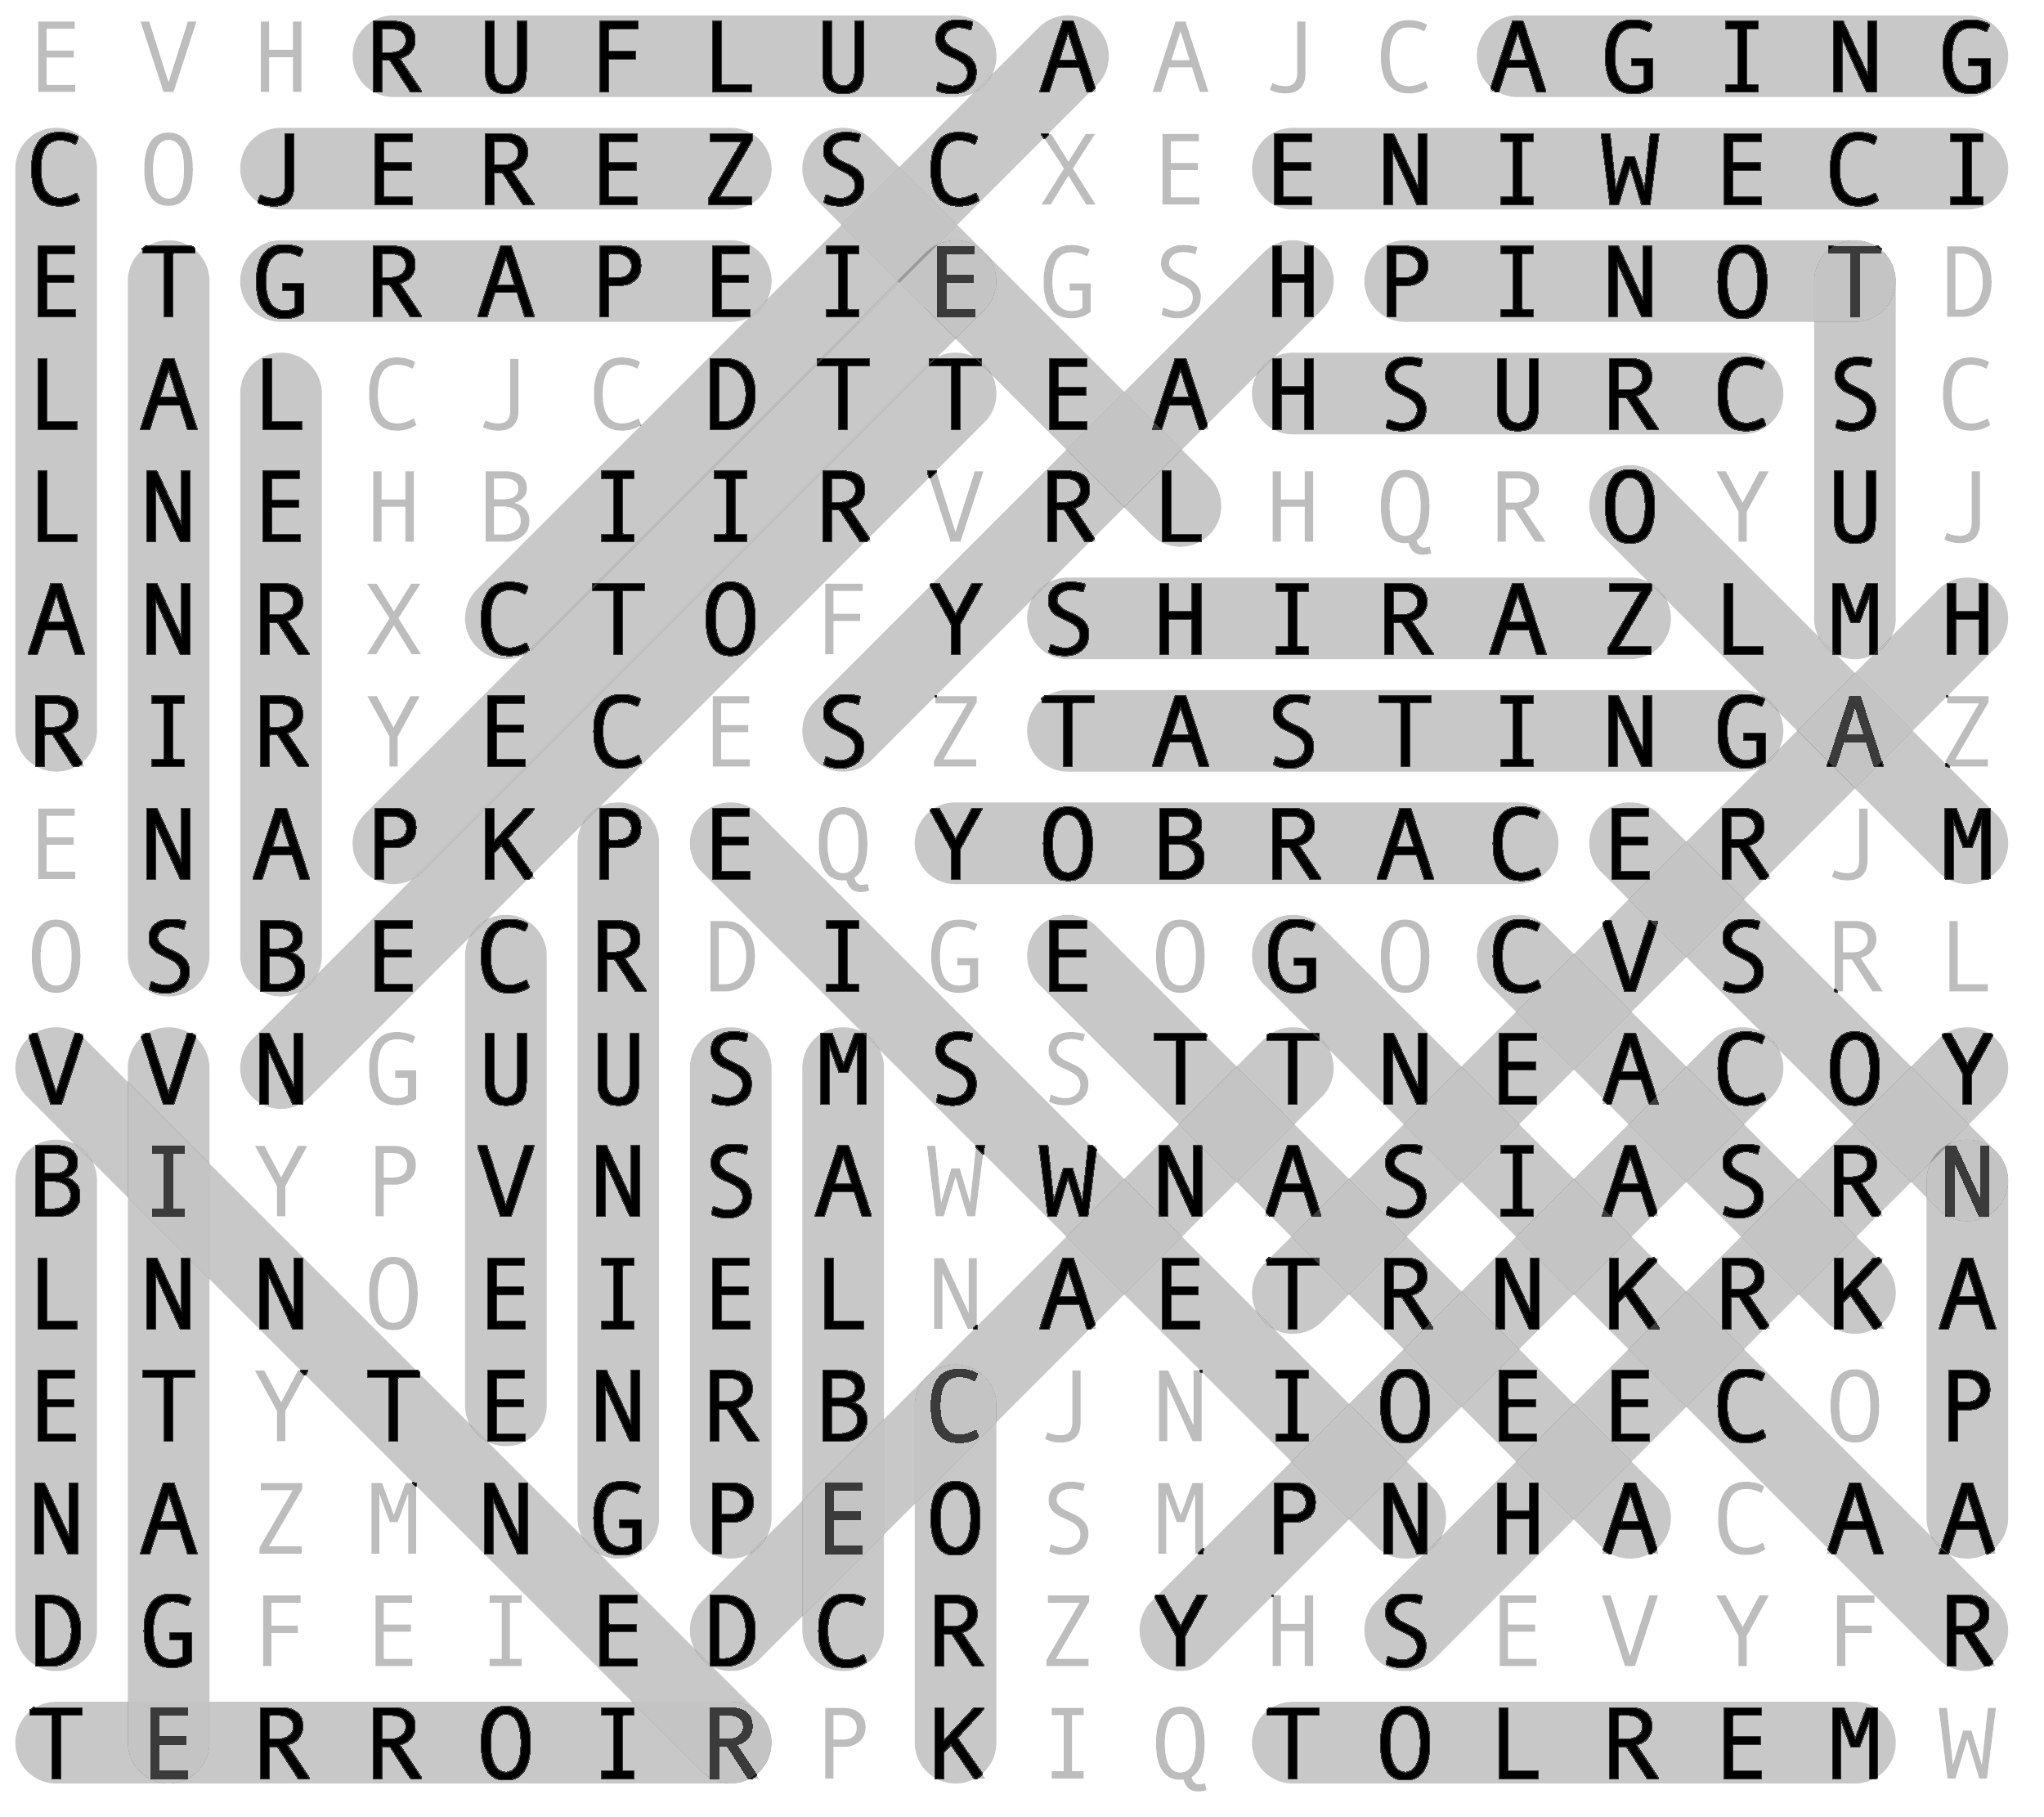 E V H R U F L U S A A J C A G I N G
C O J E R E Z S C X E E N I W E C I
E T G R A P E I E G S H P I N O T D
L A L C J C D T T E A H S U R C S C
L N E H B I I R V R L H Q R O Y U J
A N R X C T O F Y S H I R A Z L M H
R I R Y E C E S Z T A S T I N G A Z
E N A P K P E Q Y O B R A C E R J M
O S B E C R D I G E O G O C V S R L
V V N G U U S M S S T T N E A C O Y
B I Y P V N S A W W N A S I A S R N
L N N O E I E L N A E T R N K R K A
E T Y T E N R B C J N I O E E C O P
N A Z M N G P E O S M P N H A C A A
D G F E I E D C R Z Y H S E V Y F R
T E R R O I R P K I Q T O L R E M W